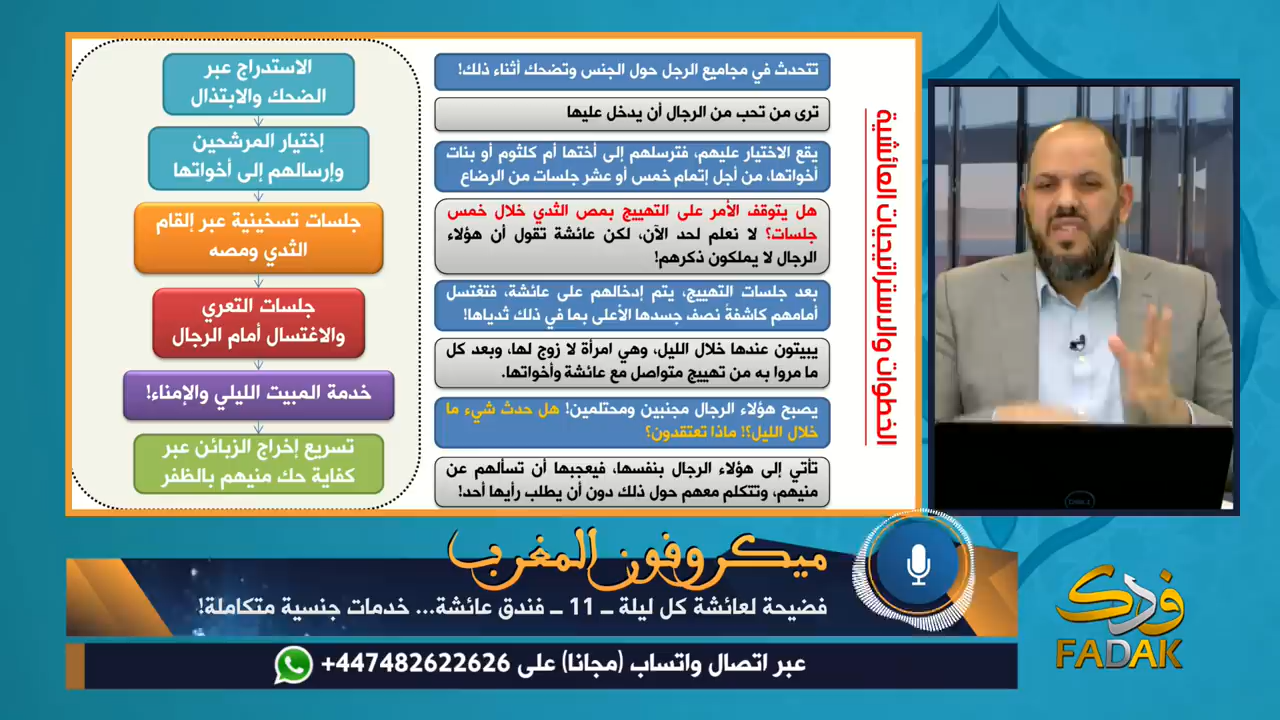 الخطوات والاستراتيجيات العائشية
تتحدث في مجاميع الرجل حول الجنس وتضحك أثناء ذلك!
ترى من تحب من الرجال أن يدخل عليها
يقع الاختيار عليهم، فترسلهم إلى أختها أم كلثوم أو بنات
أخواتها، من أجل إتمام خمس أو عشر جلسات من الرضاع
هل يتوقف الأمر على التهييج بمص الثدي خلال خمس
جلسات؟ لا نعلم لحد الآن، لكن عائشة تقول أن هؤلاء
الرجال لا يملكون ذكرهم!
بعد جلسات التهييج، يتم إدخالهم على عائشة، فتغتسل
أمامهم كاشفةً نصف جسدها الأعلى بما في ذلك ثدياها!
يبيتون عندها خلال الليل، وهي امرأة لا زوج لها، وبعد كل
ما مروا به من تهييج متواصل مع عائشة وأخواتها.
يصبح هؤلاء الرجال مجنبين ومحتلمين! هل حدث شيء ما
خلال الليل؟! ماذا تعتقدون؟
تأتي إلى هؤلاء الرجال بنفسها، فيعجبها أن تسألهم عن
منيهم، وتتكلم معهم حول ذلك دون أن يطلب رأيها أحد!
الاستدراج عبر
الضحك والابتذال
إختيار المرشحين
وإرسالهم إلى أخواتها
جلسات تسخينية عبر إلقام
الثدي ومصه
جلسات التعري
والاغتسال أمام الرجال
خدمة المبيت الليلي والإمناء!
تسريع إخراج الزبائن عبر
كفاية حك منيهم بالظفر
ميكروفون المغرب
فضيحة لعائشة كل ليلة ــ 11 ــ فندق عائشة... خدمات جنسية متكاملة!
عبر اتصال واتساب (مجانا) على 447482622626+
فدك
FADAK